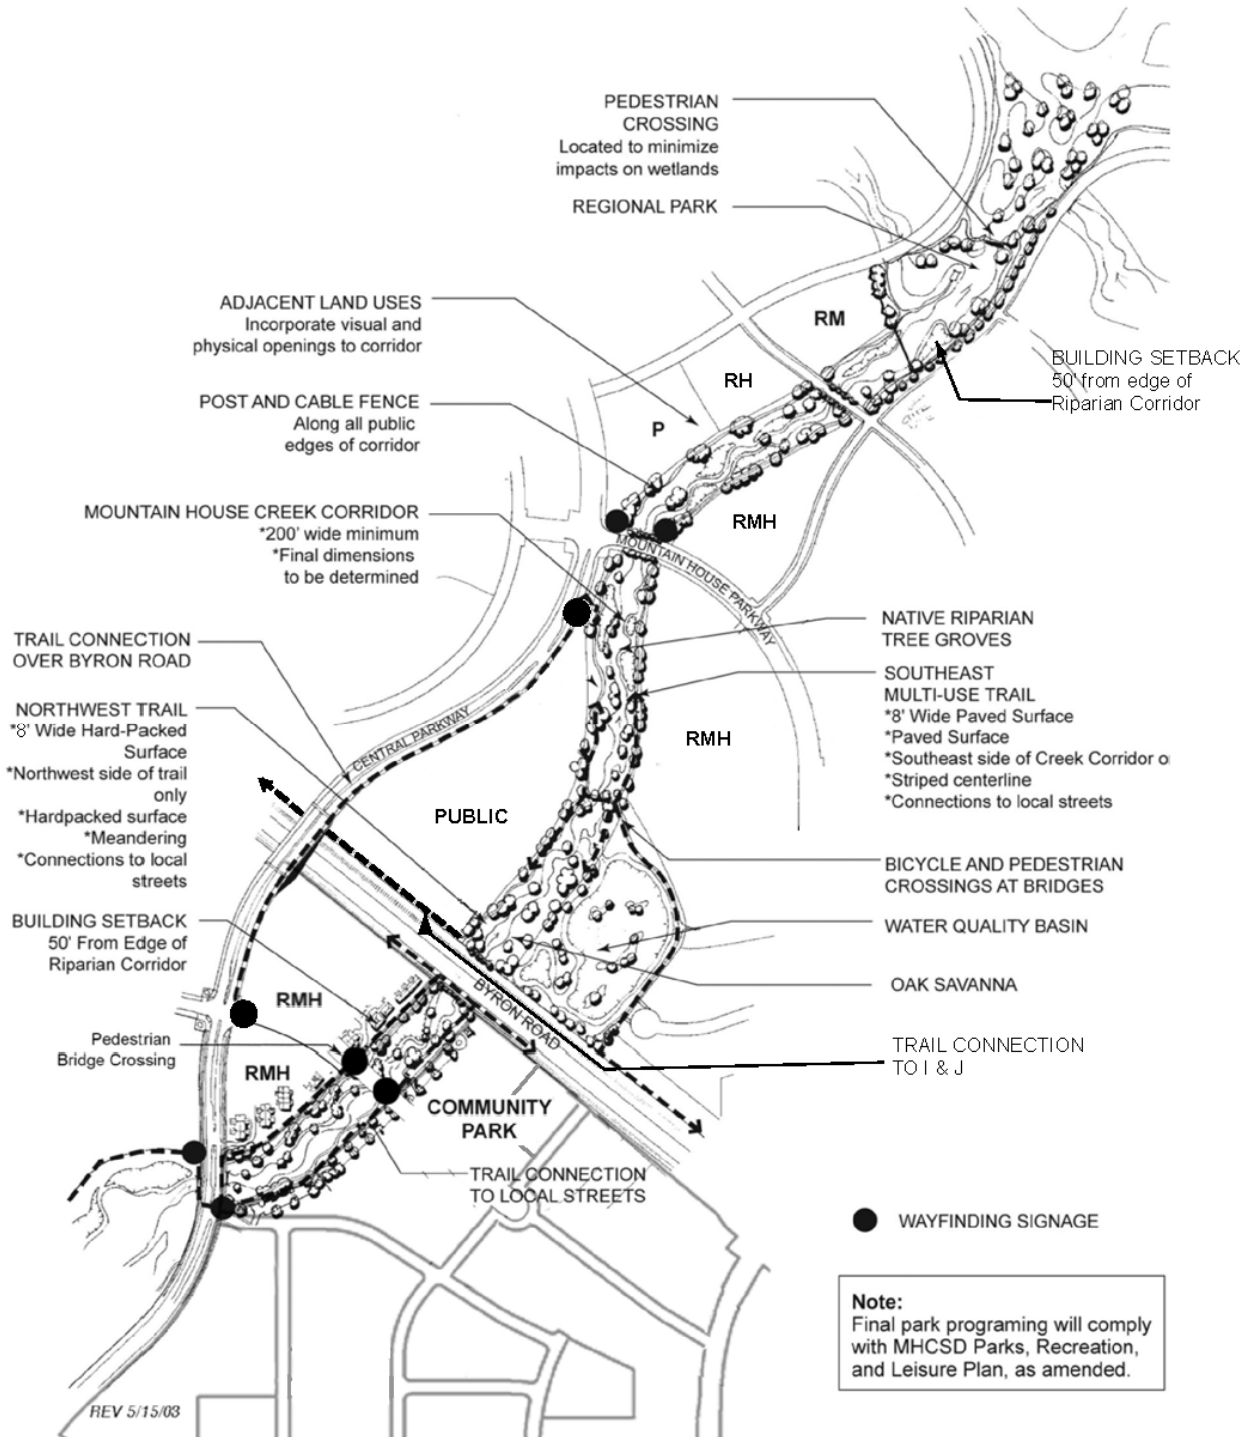 PEDESTRIAN
CROSSING
Located to minimize
impacts on wetlands
REGIONAL PARK
ADJACENT LAND USES
Incorporate visual and
physical openings to corridor
RM
BUILDING SETBACK
50' from edge of
Riparian Corridor
RH
POST AND CABLE FENCE
Along all public
edges of corridor
P
MOUNTAIN HOUSE CREEK CORRIDOR
*200' wide minimum
*Final dimensions
to be determined
RMH
MOUNTAIN HOUSE PARKWAY
TRAIL CONNECTION
OVER BYRON ROAD
NATIVE RIPARIAN
TREE GROVES
NORTHWEST TRAIL
*8' Wide Hard-Packed
Surface
*Northwest side of trail
only
*Hardpacked surface
*Meandering
*Connections to local
streets
CENTRAL PARKWAY
SOUTHEAST
MULTI-USE TRAIL
*8' Wide Paved Surface
*Paved Surface
*Southeast side of Creek Corridor o
*Striped centerline
*Connections to local streets
RMH
PUBLIC
BICYCLE AND PEDESTRIAN
CROSSINGS AT BRIDGES
BUILDING SETBACK
50' From Edge of
Riparian Corridor
WATER QUALITY BASIN
OAK SAVANNA
RMH
BYRON ROAD
Pedestrian
Bridge Crossing
TRAIL CONNECTION
TO I & J
RMH
COMMUNITY
PARK
TRAIL CONNECTION
TO LOCAL STREETS
WAYFINDING SIGNAGE
Note:
Final park programing will comply
with MHCSD Parks, Recreation,
and Leisure Plan, as amended.
REV 5/15/03